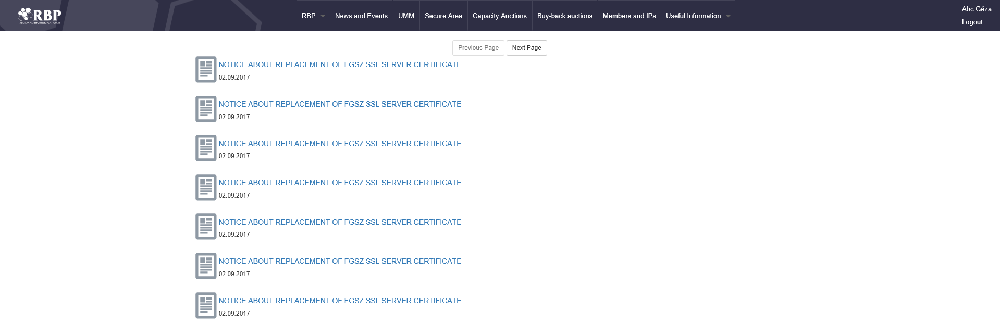 RBP
REGIONAL BOOKING PLATFORM
RBP
News and Events
UMM
Secure Area
Capacity Auctions
Buy-back auctions
Members and IPs
Useful Information
Abc Géza
Logout
Previous Page
Next Page
NOTICE ABOUT REPLACEMENT OF FGSZ SSL SERVER CERTIFICATE
02.09.2017
NOTICE ABOUT REPLACEMENT OF FGSZ SSL SERVER CERTIFICATE
02.09.2017
NOTICE ABOUT REPLACEMENT OF FGSZ SSL SERVER CERTIFICATE
02.09.2017
NOTICE ABOUT REPLACEMENT OF FGSZ SSL SERVER CERTIFICATE
02.09.2017
NOTICE ABOUT REPLACEMENT OF FGSZ SSL SERVER CERTIFICATE
02.09.2017
NOTICE ABOUT REPLACEMENT OF FGSZ SSL SERVER CERTIFICATE
02.09.2017
NOTICE ABOUT REPLACEMENT OF FGSZ SSL SERVER CERTIFICATE
02.09.2017